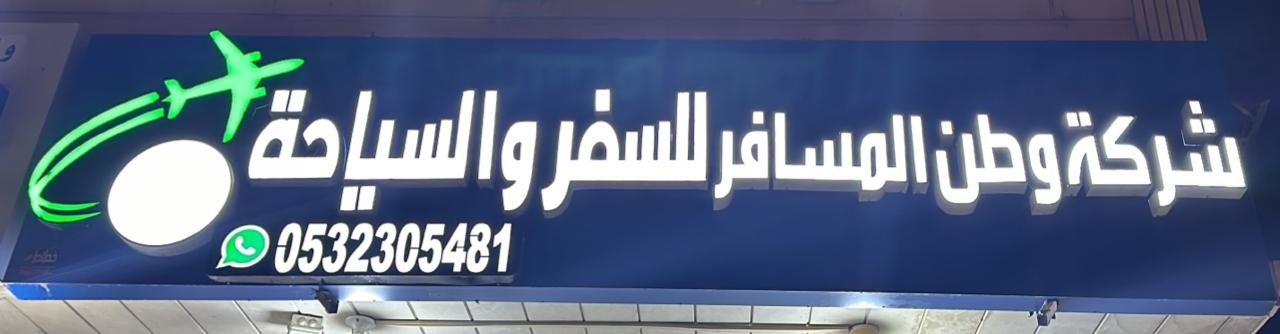 شركة وطن المسافر للسفر والسياحة
0532305481